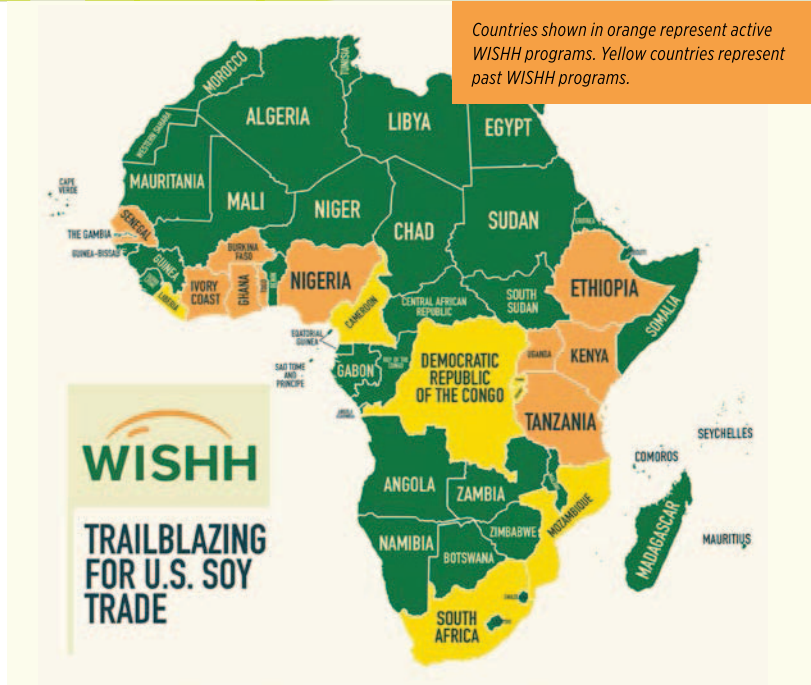 Countries shown in orange represent active
WISHH programs. Yellow countries represent
past WISHH programs.
MOROCCO
TUNISIA
ALGERIA
LIBYA
EGYPT
WESTERN SAHARA
MAURITANIA
MALI
NIGER
CHAD
SUDAN
ERITREA
CAPE
VERDE
SENEGAL
THE GAMBIA
GUINEA-BISSAU
GUINEA
LIBERIA
IVORY
COAST
BURKINA
FASO
GHANA
TOGO
BENIN
NIGERIA
CAMEROON
CENTRAL AFRICAN
REPUBLIC
SOUTH
SUDAN
ETHIOPIA
SOMALIA
EQATORIAL
GUINEA
SAO TOME
AND
PRINCIPE
GABON
REP OF THE
CONGO
DEMOCRATIC
REPUBLIC
OF THE CONGO
UGANDA
KENYA
TANZANIA
SEYCHELLES
COMOROS
ANGOLA
ZAMBIA
MOZAMBIQUE
MADAGASCAR
MAURITIUS
NAMIBIA
ZIMBABWE
BOTSWANA
SOUTH
AFRICA
WISHH
TRAILBLAZING
FOR U.S. SOY
TRADE